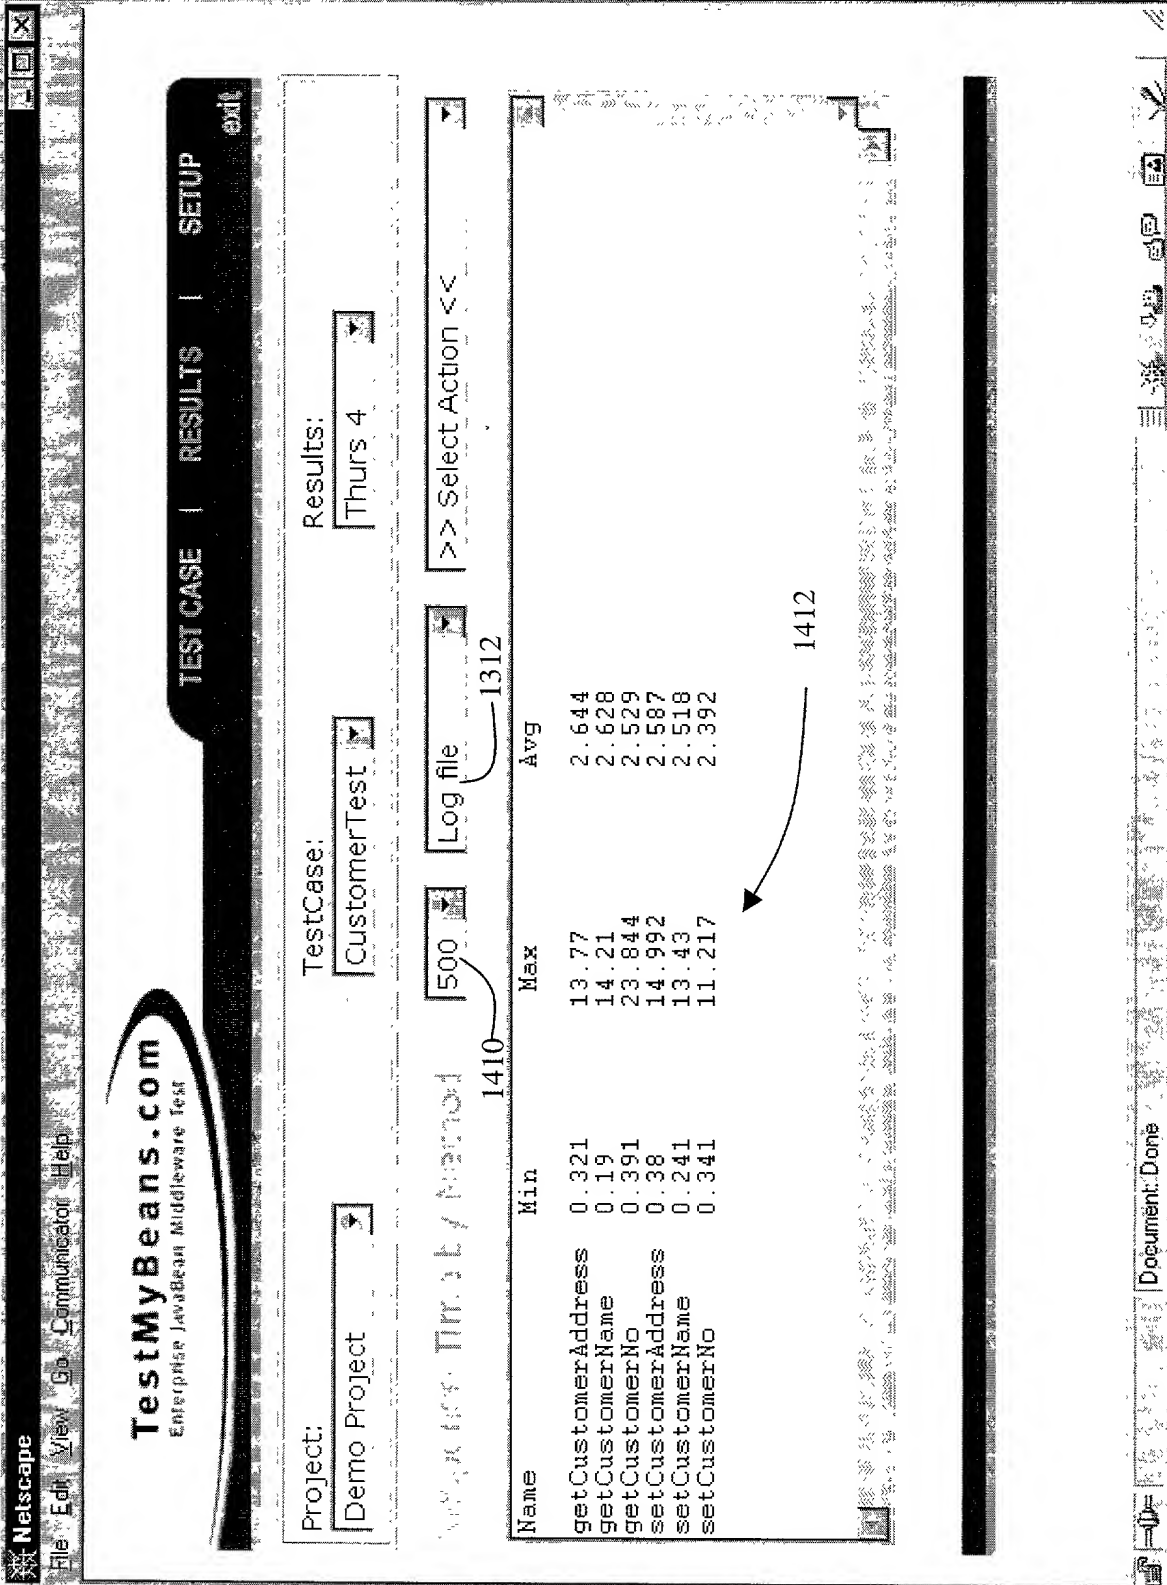 Netscape
File Edit View Go Communicator Help
TestMyBeans.com
Enterprise JavaBean Middleware Test
TEST CASE | RESULTS | SETUP
exit
Project: TestCase: Results:
Demo Project CustomerTest Thurs 4
/ Method 500 Log file >> Select Action <<
1410 1312
Name Min Max Avg
getCustomerAddress 0.321 13.77 2.644
getCustomerName 0.19 14.21 2.628
getCustomerNo 0.391 23.844 2.529
setCustomerAddress 0.38 14.992 2.587
setCustomerName 0.241 13.43 2.518
setCustomerNo 0.341 11.217 2.392
1412
Document: Done